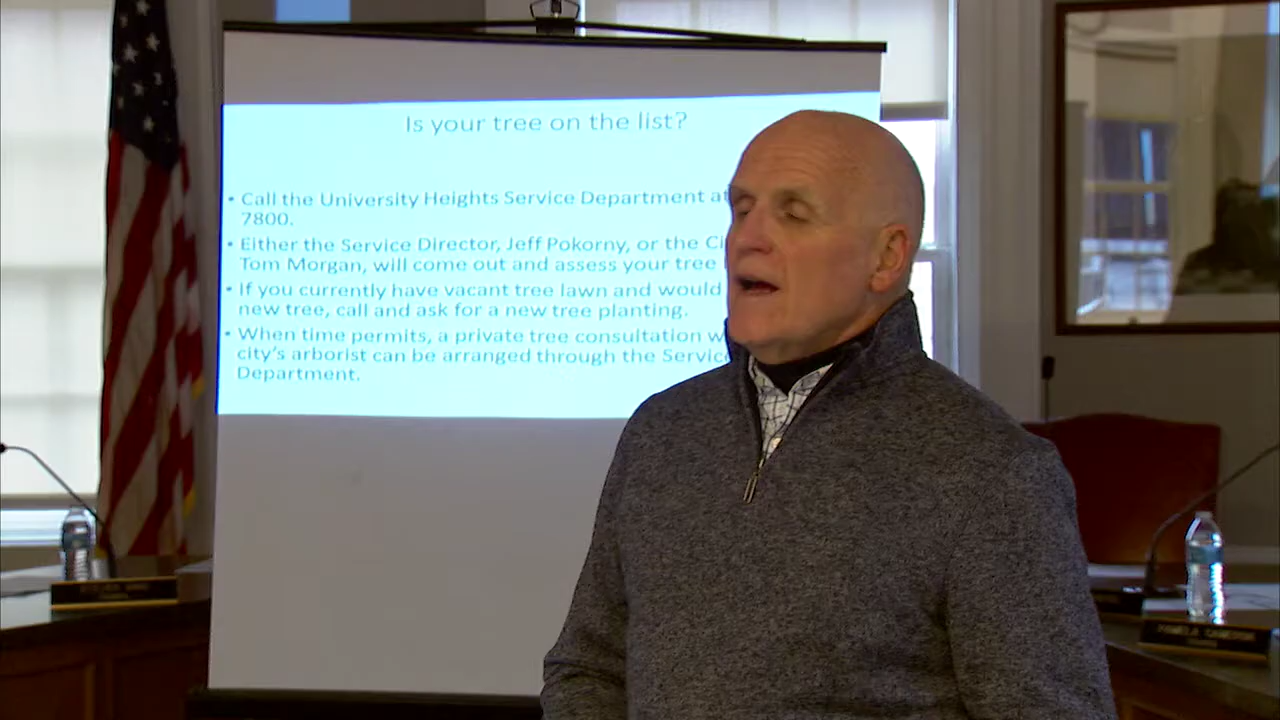 Is your tree on the list?
• Call the University Heights Service Department at
7800.
• Either the Service Director, Jeff Pokorny, or the Ci
Tom Morgan, will come out and assess your tree
• If you currently have vacant tree lawn and would
new tree, call and ask for a new tree planting.
• When time permits, a private tree consultation w
city's arborist can be arranged through the Service
Department.
PAMELA CAMERON